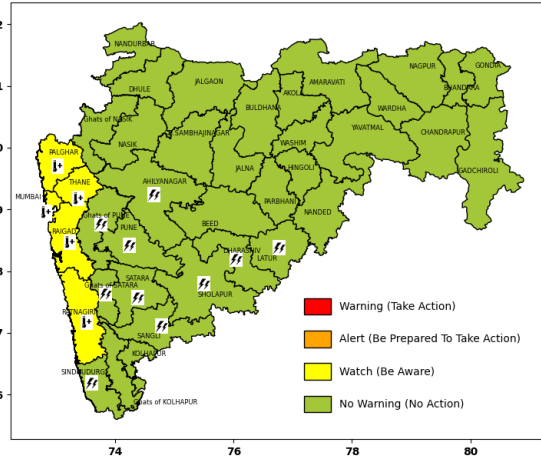 2
NANDURBAR
1
DHULE
JALGAON
AMARAVATI
NAGPUR
GONDIA
BHANDARA
AKOLA
BULDHANA
WARDHA
Ghats of NASIK
NASIK
SAMBHAJINAGAR
YAVATMAL
CHANDRAPUR
0
PALGHAR
WASHIM
JALNA
HINGOLI
GADCHIROLI
THANE
AHILYANAGAR
MUMBAI
PARBHANI
9
Ghats of PUNE
NANDED
RAIGAD
PUNE
BEED
DHARASHIV
LATUR
8
SATARA
Ghats of SATARA
SHOLAPUR
RATNAGIRI
7
SANGLI
KOLHAPUR
SINDHUDURG
6
Ghats of KOLHAPUR
Warning (Take Action)
Alert (Be Prepared To Take Action)
Watch (Be Aware)
No Warning (No Action)
74
76
78
80